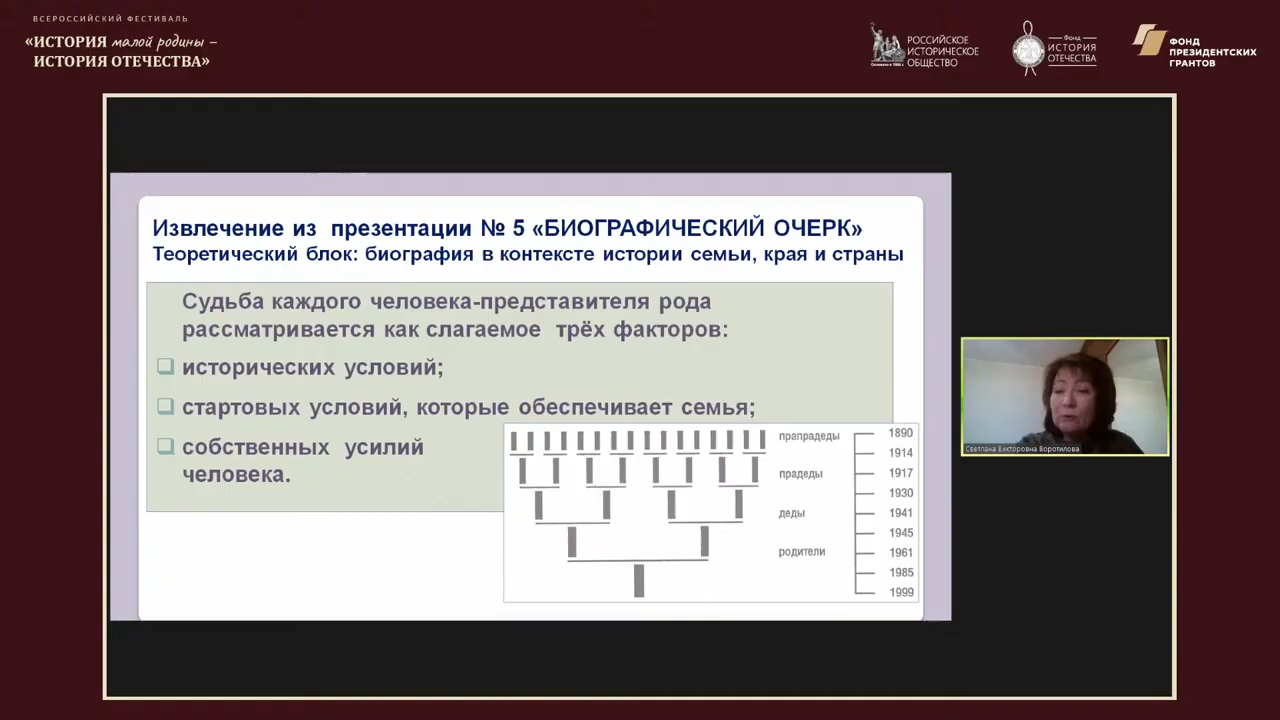 ВСЕРОССИЙСКИЙ ФЕСТИВАЛЬ
«ИСТОРИЯ малой родины –
ИСТОРИЯ ОТЕЧЕСТВА»
РОССИЙСКОЕ
ИСТОРИЧЕСКОЕ
ОБЩЕСТВО
Фонд
ИСТОРИЯ
ОТЕЧЕСТВА
ФОНД
ПРЕЗИДЕНТСКИХ
ГРАНТОВ
Извлечение из презентации № 5 «БИОГРАФИЧЕСКИЙ ОЧЕРК»
Теоретический блок: биография в контексте истории семьи, края и страны
Судьба каждого человека-представителя рода
рассматривается как слагаемое трёх факторов:
исторических условий;
стартовых условий, которые обеспечивает семья;
собственных усилий
человека.
прапрадеды
прадеды
деды
родители
1890
1914
1917
1930
1941
1945
1961
1985
1999
Светлана Викторовна Воротилова